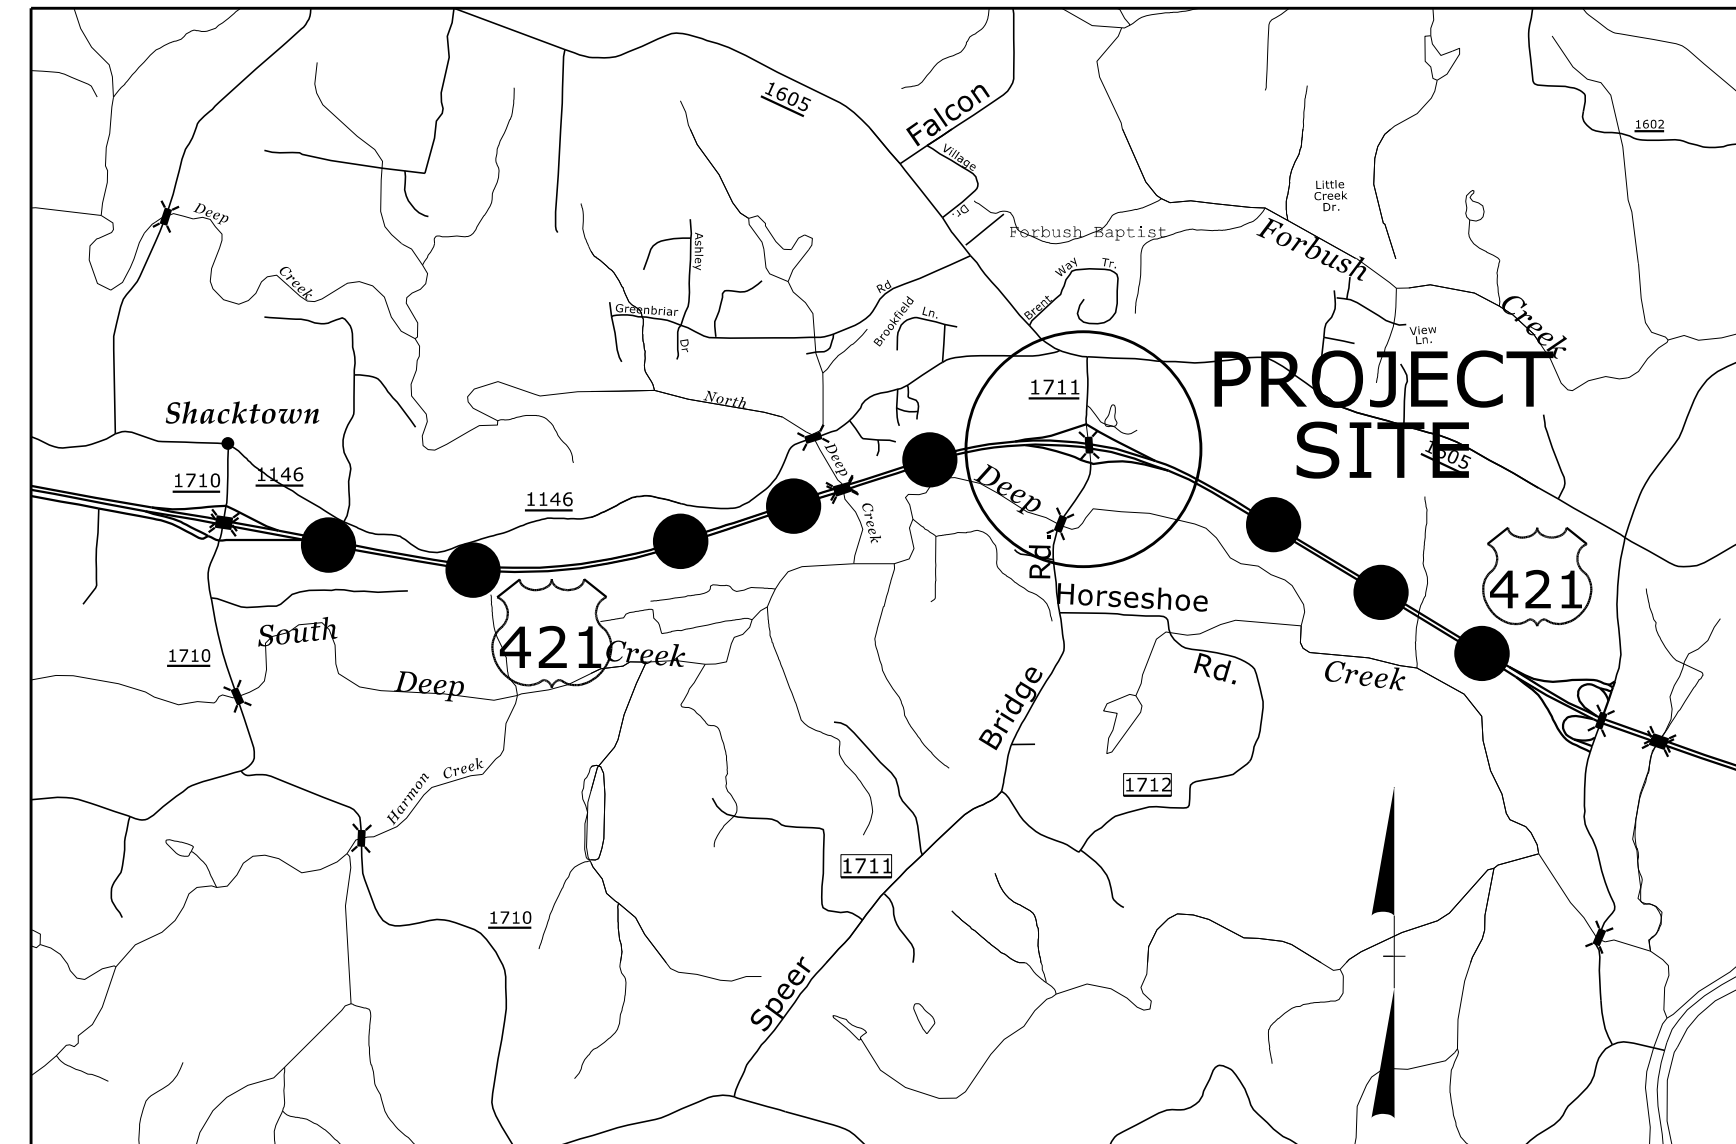 1605
Falcon
1602
Village
Dr.
Little
Creek
Dr.
Deep
Forbush Baptist
Forbush
Ashley
Creek
Way
Tr.
Rd
Brent
Greenbriar
Dr
Brookfield
Ln.
Creek
View
Ln.
PROJECT
SITE
1605
1711
North
Shacktown
Deep
1710
1146
1146
Creek
Deep
Rd.
421
421
Horseshoe
South
1710
Creek
Deep
Rd.
Creek
Bridge
Harmon
Creek
1712
1711
1710
Speer